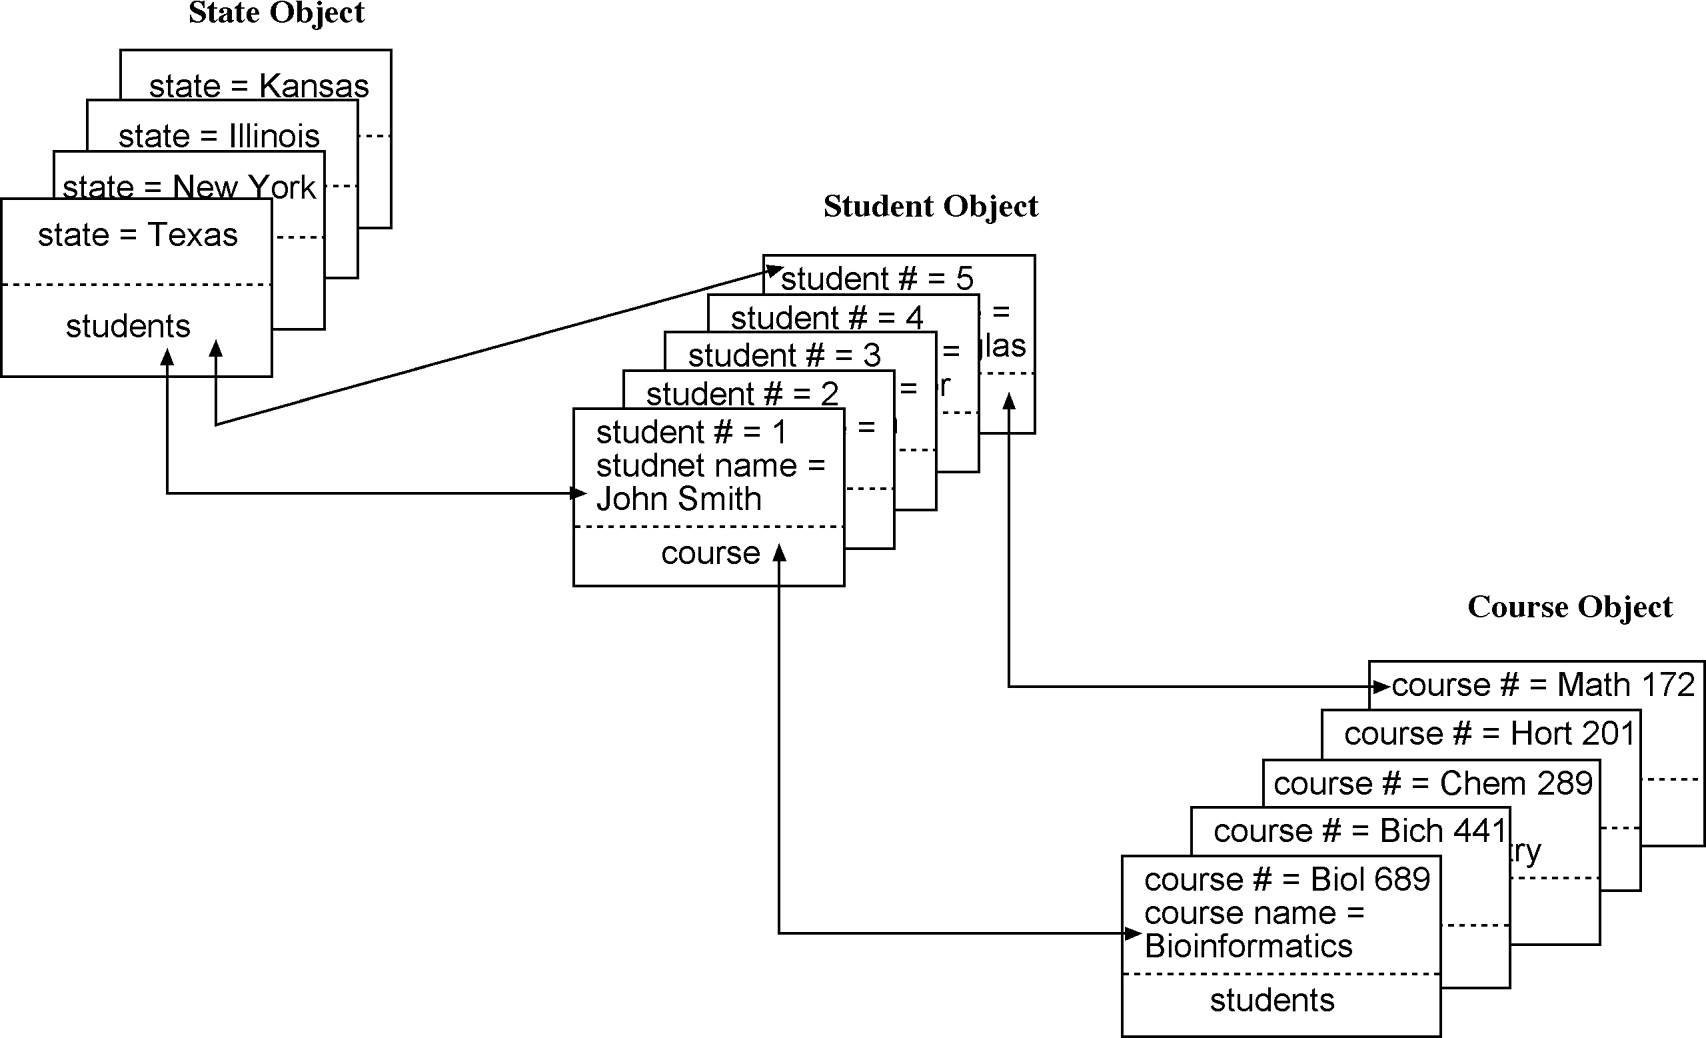 State Object
state = Kansas
state = Illinois
state = New York
state = Texas
students
Student Object
student # = 5
=
student # = 4
=
student # = 3
=
student # = 2
=
student # = 1
studnet name =
John Smith
course
Course Object
course # = Math 172
course # = Hort 201
course # = Chem 289
course # = Bich 441
course # = Biol 689
course name =
Bioinformatics
students